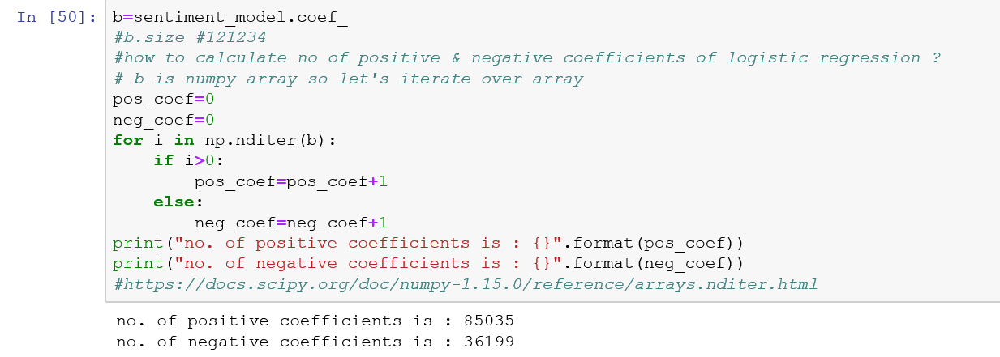 In [50]: b=sentiment_model.coef_
#b.size #121234
#how to calculate no of positive & negative coefficients of logistic regression ?
# b is numpy array so let's iterate over array
pos_coef=0
neg_coef=0
for i in np.nditer(b):
    if i>0:
        pos_coef=pos_coef+1
    else:
        neg_coef=neg_coef+1
print("no. of positive coefficients is : {}".format(pos_coef))
print("no. of negative coefficients is : {}".format(neg_coef))
#https://docs.scipy.org/doc/numpy-1.15.0/reference/arrays.nditer.html
no. of positive coefficients is : 85035
no. of negative coefficients is : 36199